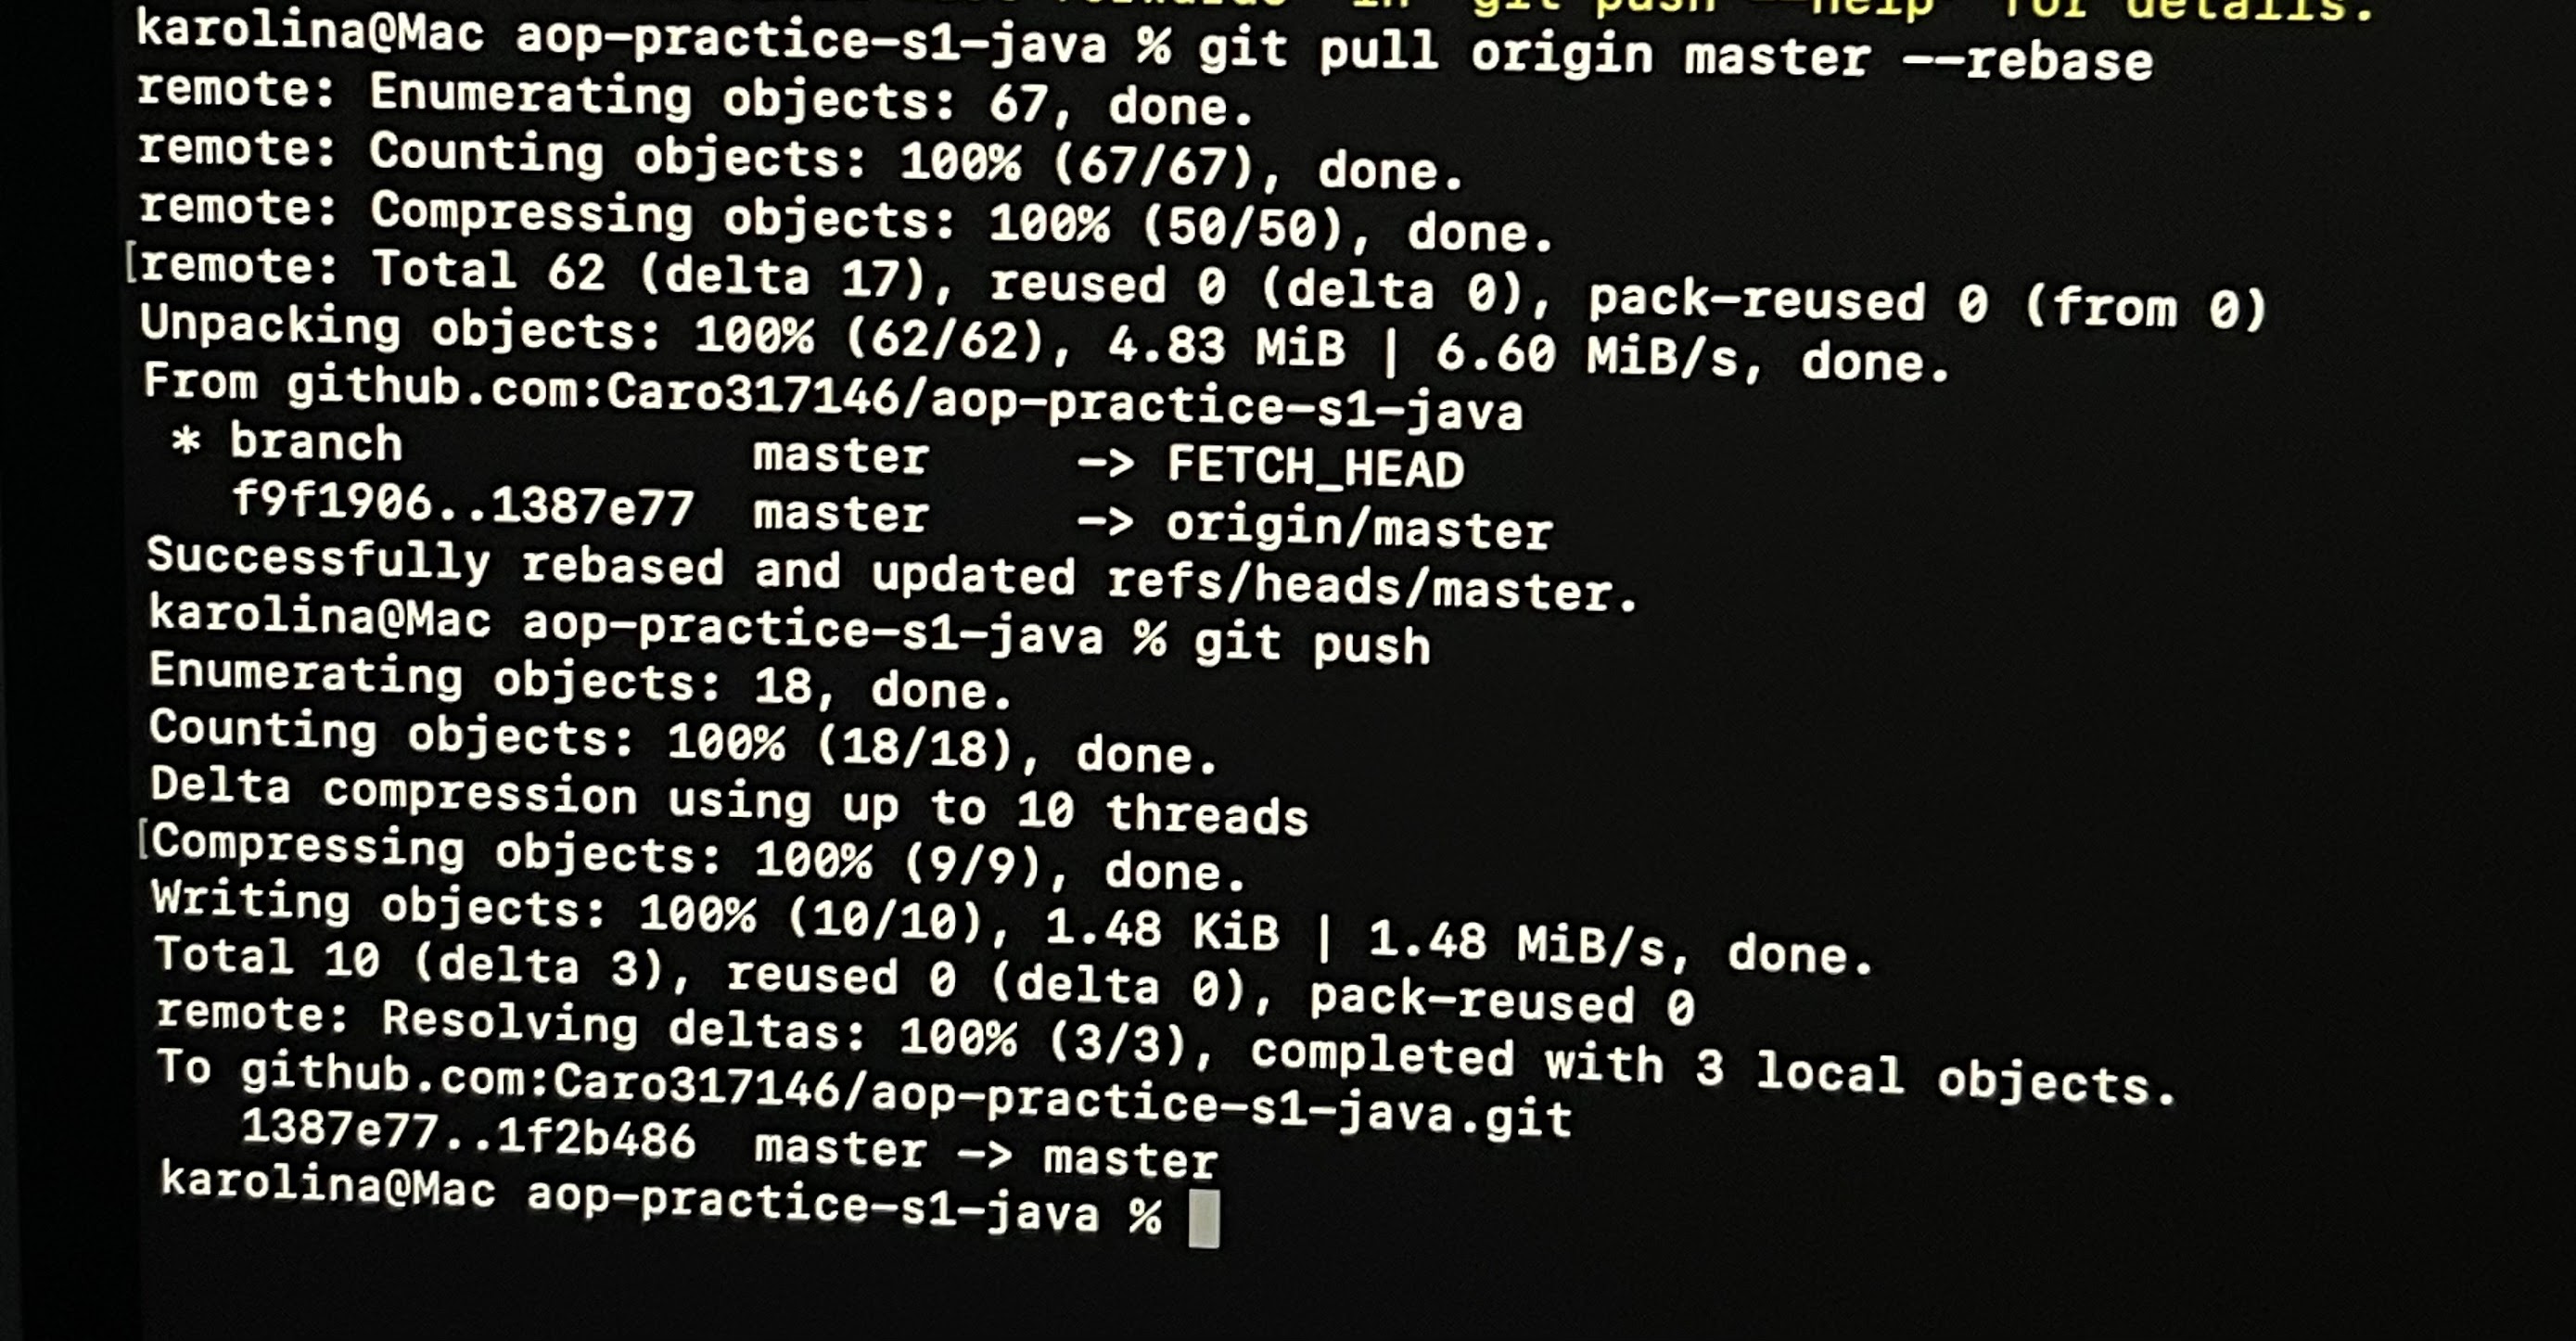 in 'git push --help' for details.
karolina@Mac aop-practice-s1-java % git pull origin master --rebase
remote: Enumerating objects: 67, done.
remote: Counting objects: 100% (67/67), done.
remote: Compressing objects: 100% (50/50), done.
[remote: Total 62 (delta 17), reused 0 (delta 0), pack-reused 0 (from 0)
Unpacking objects: 100% (62/62), 4.83 MiB | 6.60 MiB/s, done.
From github.com:Caro317146/aop-practice-s1-java
 * branch            master     -> FETCH_HEAD
   f9f1906..1387e77  master     -> origin/master
Successfully rebased and updated refs/heads/master.
karolina@Mac aop-practice-s1-java % git push
Enumerating objects: 18, done.
Counting objects: 100% (18/18), done.
Delta compression using up to 10 threads
[Compressing objects: 100% (9/9), done.
Writing objects: 100% (10/10), 1.48 KiB | 1.48 MiB/s, done.
Total 10 (delta 3), reused 0 (delta 0), pack-reused 0
remote: Resolving deltas: 100% (3/3), completed with 3 local objects.
To github.com:Caro317146/aop-practice-s1-java.git
   1387e77..1f2b486  master -> master
karolina@Mac aop-practice-s1-java %